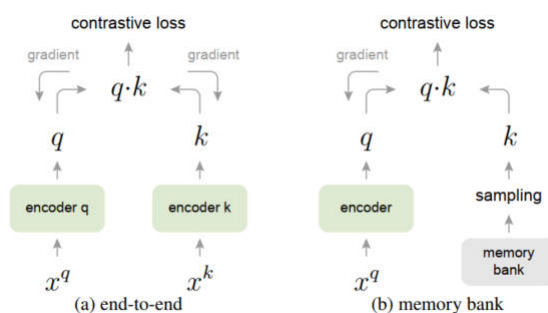 contrastive loss
gradient
gradient
q·k
q
k
encoder q
encoder k
x^q
x^k
(a) end-to-end
contrastive loss
gradient
q·k
q
k
encoder
sampling
memory
bank
x^q
(b) memory bank